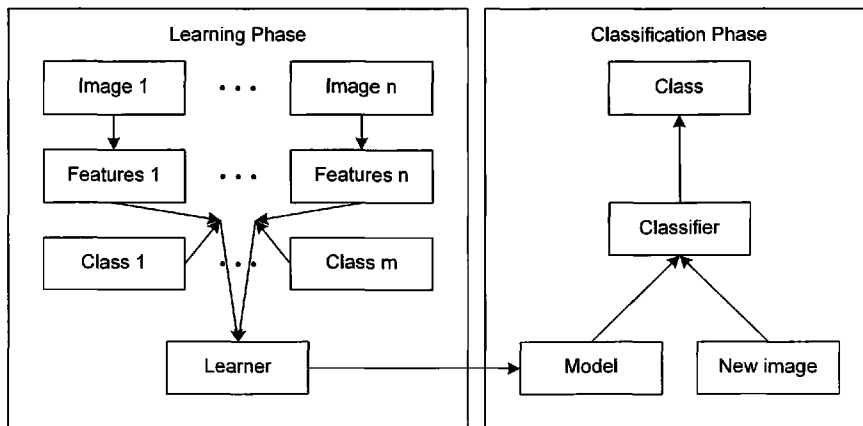 Learning Phase
Image 1
. . .
Image n
Features 1
. . .
Features n
Class 1
. . .
Class m
Learner
Classification Phase
Class
Classifier
Model
New image